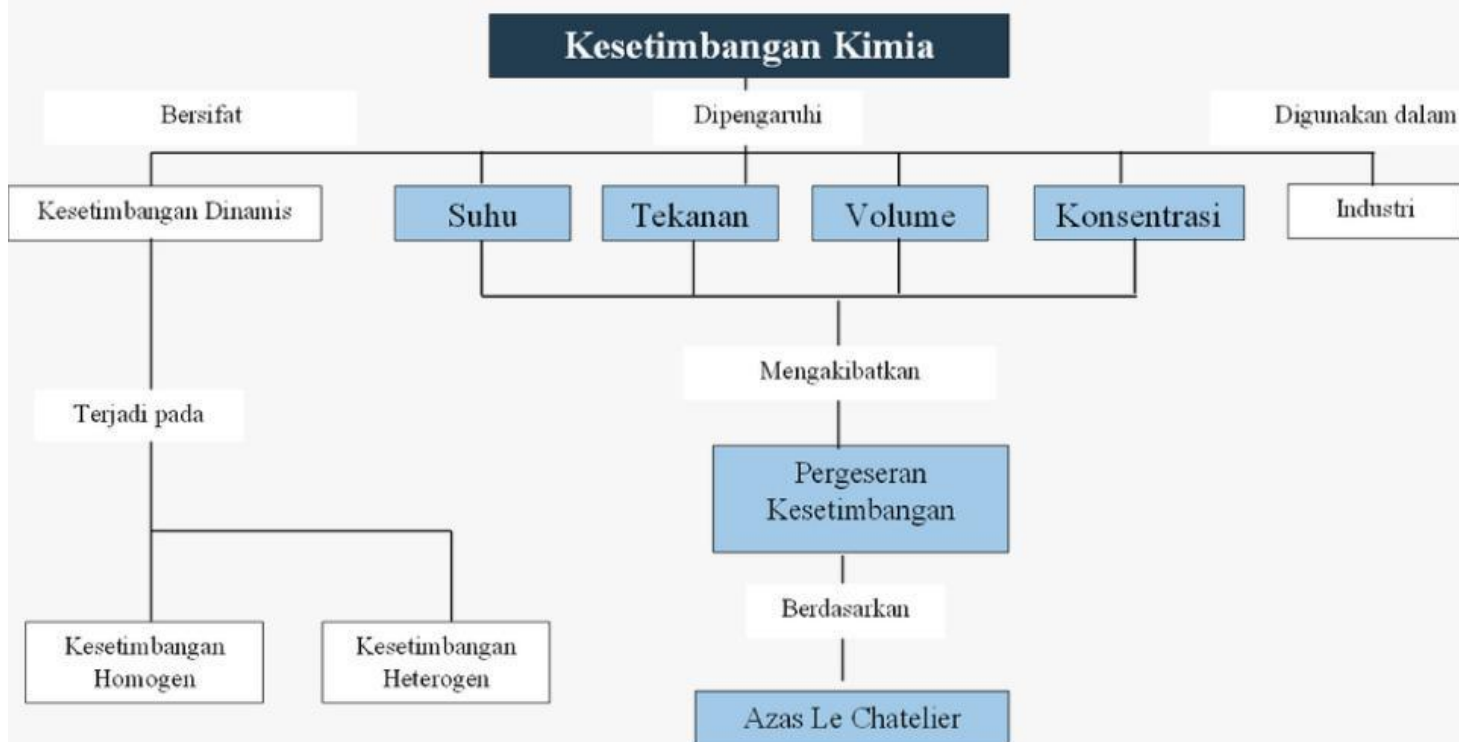 Kesetimbangan Kimia
Bersifat
Dipengaruhi
Digunakan dalam
Kesetimbangan Dinamis
Suhu
Tekanan
Volume
Konsentrasi
Industri
Mengakibatkan
Terjadi pada
Pergeseran
Kesetimbangan
Berdasarkan
Kesetimbangan
Homogen
Kesetimbangan
Heterogen
Azas Le Chatelier